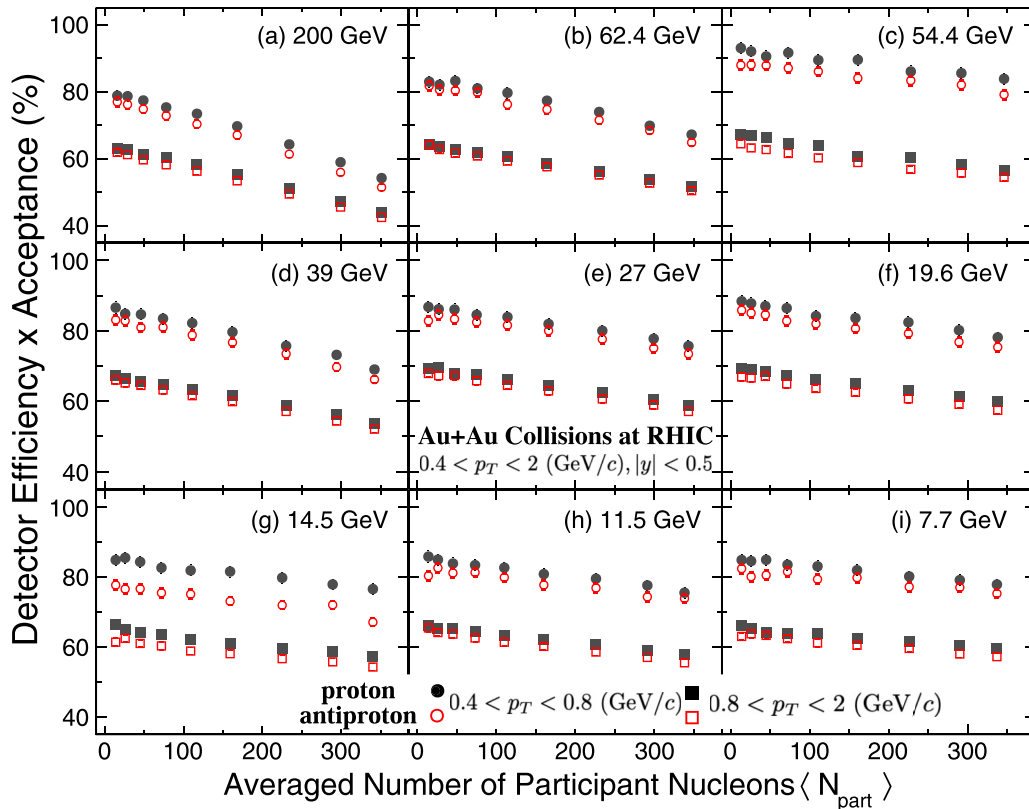 Detector Efficiency x Acceptance (%)
100
80
60
40
(a) 200 GeV
(b) 62.4 GeV
(c) 54.4 GeV
100
80
60
40
(d) 39 GeV
(e) 27 GeV
(f) 19.6 GeV
Au+Au Collisions at RHIC
0.4 < p_T < 2 (GeV/c), |y| < 0.5
100
80
60
40
(g) 14.5 GeV
(h) 11.5 GeV
(i) 7.7 GeV
proton
antiproton
0.4 < p_T < 0.8 (GeV/c)
0.8 < p_T < 2 (GeV/c)
0 100 200 300 0 100 200 300 0 100 200 300
Averaged Number of Participant Nucleons ⟨ N_part ⟩